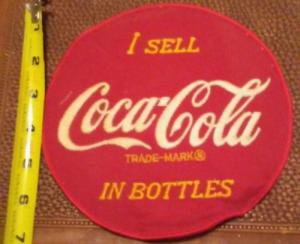 I SELL
Coca-Cola
TRADE-MARK®
IN BOTTLES
2
3
4
5
6
7